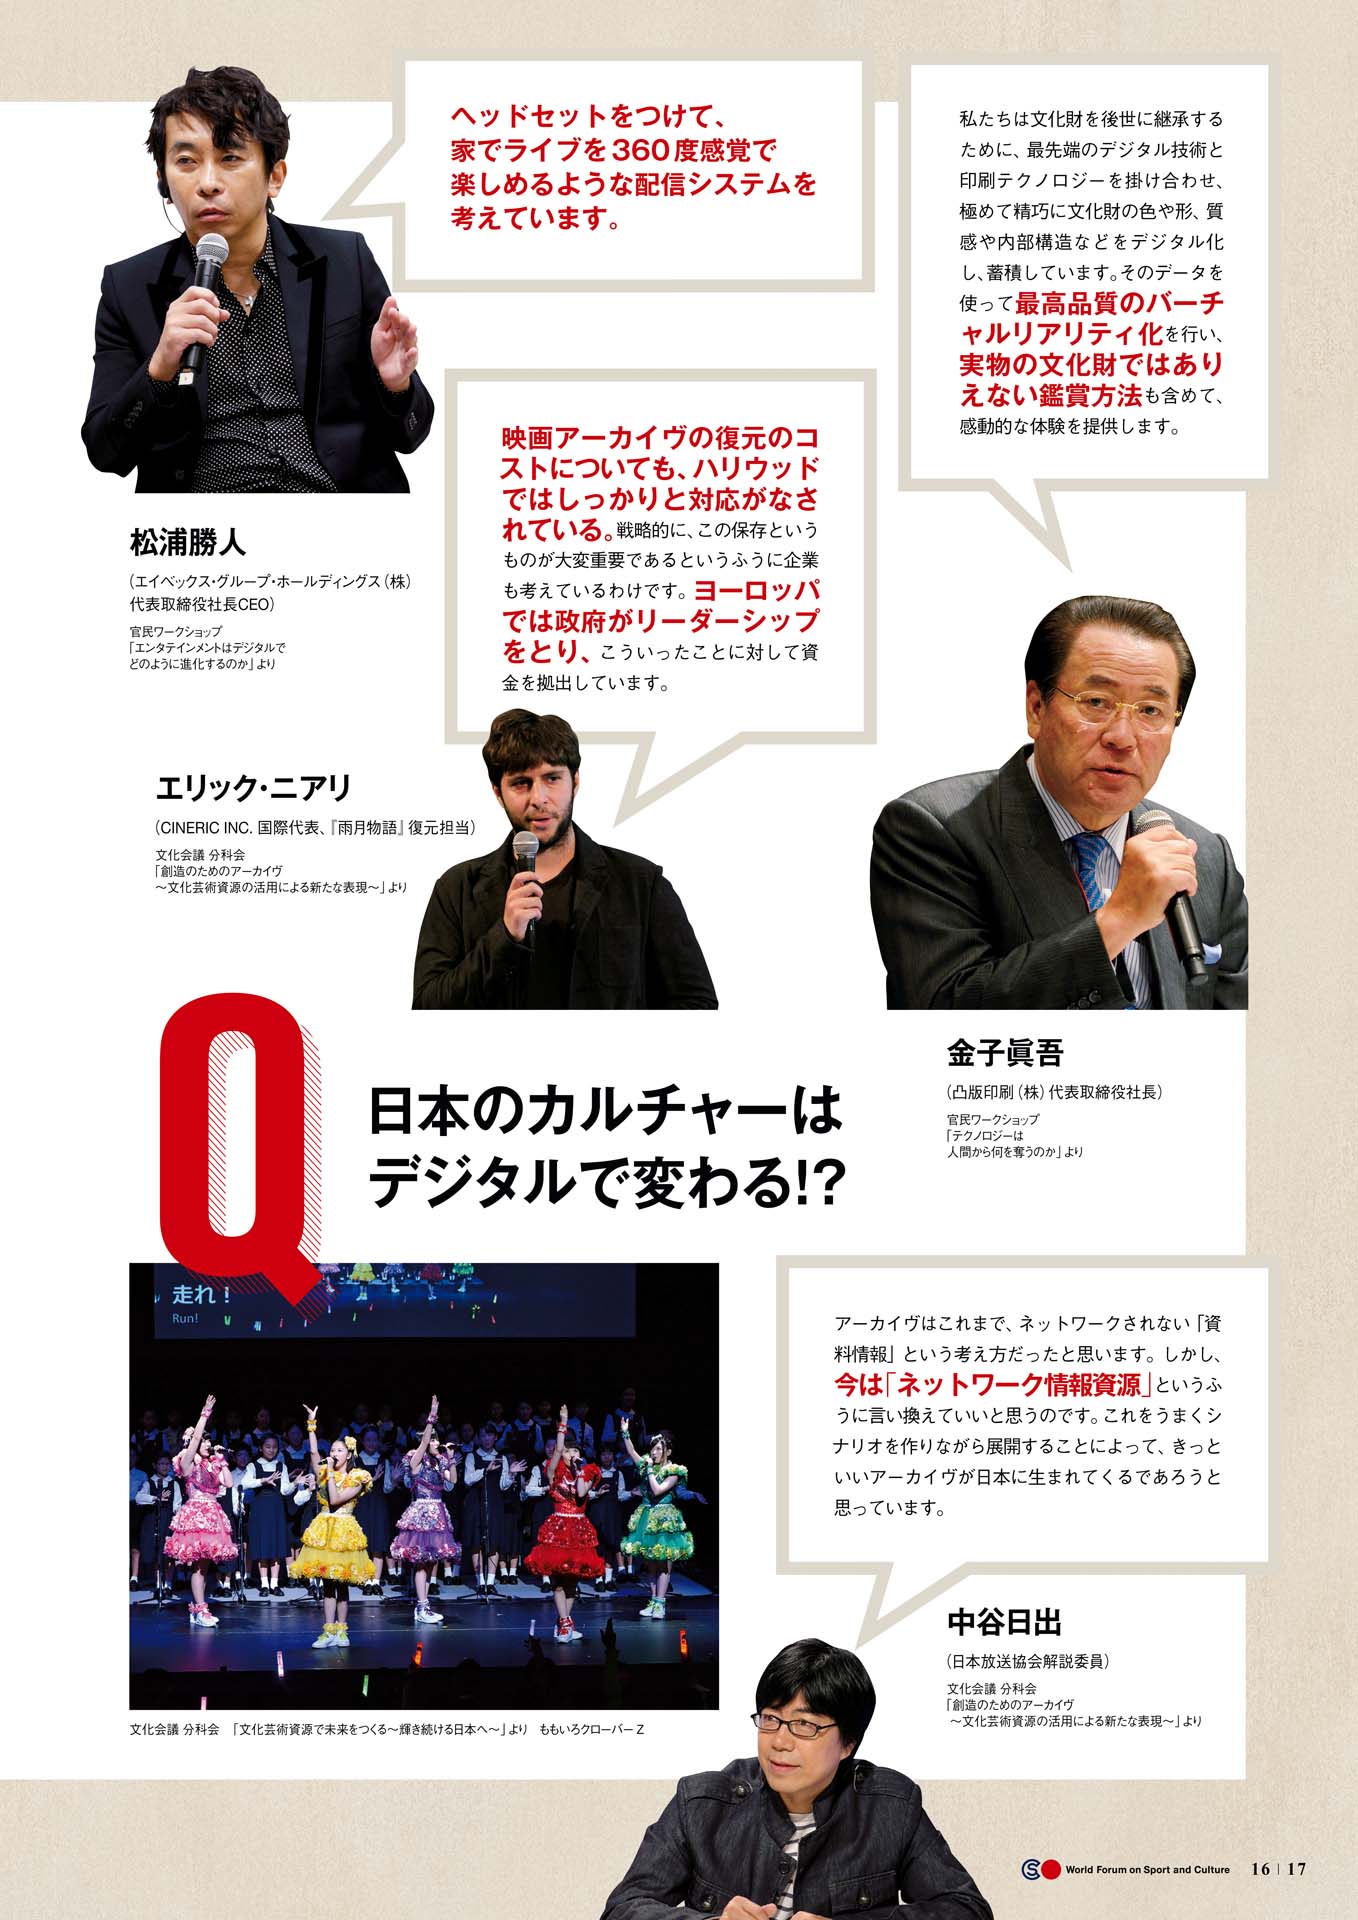 ヘッドセットをつけて、
家でライブを360度感覚で
楽しめるような配信システムを
考えています。
松浦勝人
(エイベックス・グループ・ホールディングス(株)
代表取締役社長CEO)
官民ワークショップ
「エンタテインメントはデジタルで
どのように進化するのか」より
私たちは文化財を後世に継承する
ために、最先端のデジタル技術と
印刷テクノロジーを掛け合わせ、
極めて精巧に文化財の色や形、質
感や内部構造などをデジタル化
し、蓄積しています。そのデータを
使って最高品質のバーチ
ャルリアリティ化を行い、
実物の文化財ではあり
えない鑑賞方法も含めて、
感動的な体験を提供します。
金子眞吾
(凸版印刷(株)代表取締役社長)
官民ワークショップ
「テクノロジーは
人間から何を奪うのか」より
映画アーカイヴの復元のコ
ストについても、ハリウッド
ではしっかりと対応がなさ
れている。戦略的に、この保存という
ものが大変重要であるというふうに企業
も考えているわけです。ヨーロッパ
では政府がリーダーシップ
をとり、こういったことに対して資
金を拠出しています。
エリック・ニアリ
(CINERIC INC. 国際代表、『雨月物語』復元担当)
文化会議 分科会
「創造のためのアーカイヴ
〜文化芸術資源の活用による新たな表現〜」より
Q
日本のカルチャーは
デジタルで変わる!?
走れ!
Run!
文化会議 分科会 「文化芸術資源で未来をつくる〜輝き続ける日本へ〜」より ももいろクローバーZ
アーカイヴはこれまで、ネットワークされない「資
料情報」という考え方だったと思います。しかし、
今は「ネットワーク情報資源」というふ
うに言い換えていいと思うのです。これをうまくシ
ナリオを作りながら展開することによって、きっと
いいアーカイヴが日本に生まれてくるであろうと
思っています。
中谷日出
(日本放送協会解説委員)
文化会議 分科会
「創造のためのアーカイヴ
〜文化芸術資源の活用による新たな表現〜」より
World Forum on Sport and Culture 16 | 17